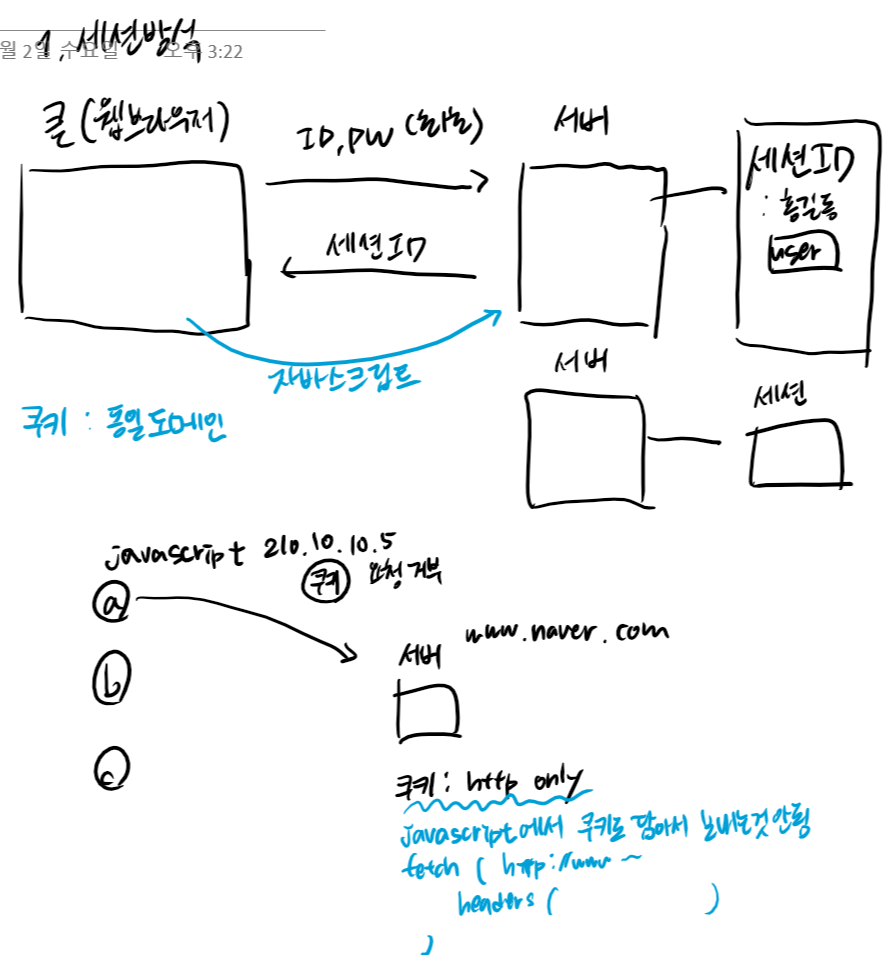 1. 세션방식
월 2일 수요일 오후 3:22
클 (웹브라우저)
ID, PW
서버
세션ID
: 홍길동
user
세션ID
자바스크립트
쿠키 : 동일 도메인
서버
세션
javascript 210.10.10.5
쿠키 요청 거부
a
서버 www.naver.com
b
c
쿠키 : http only
javascript에서 쿠키로 담아서 보내는것 안됨
fetch ( http://www ~
headers ( )
)